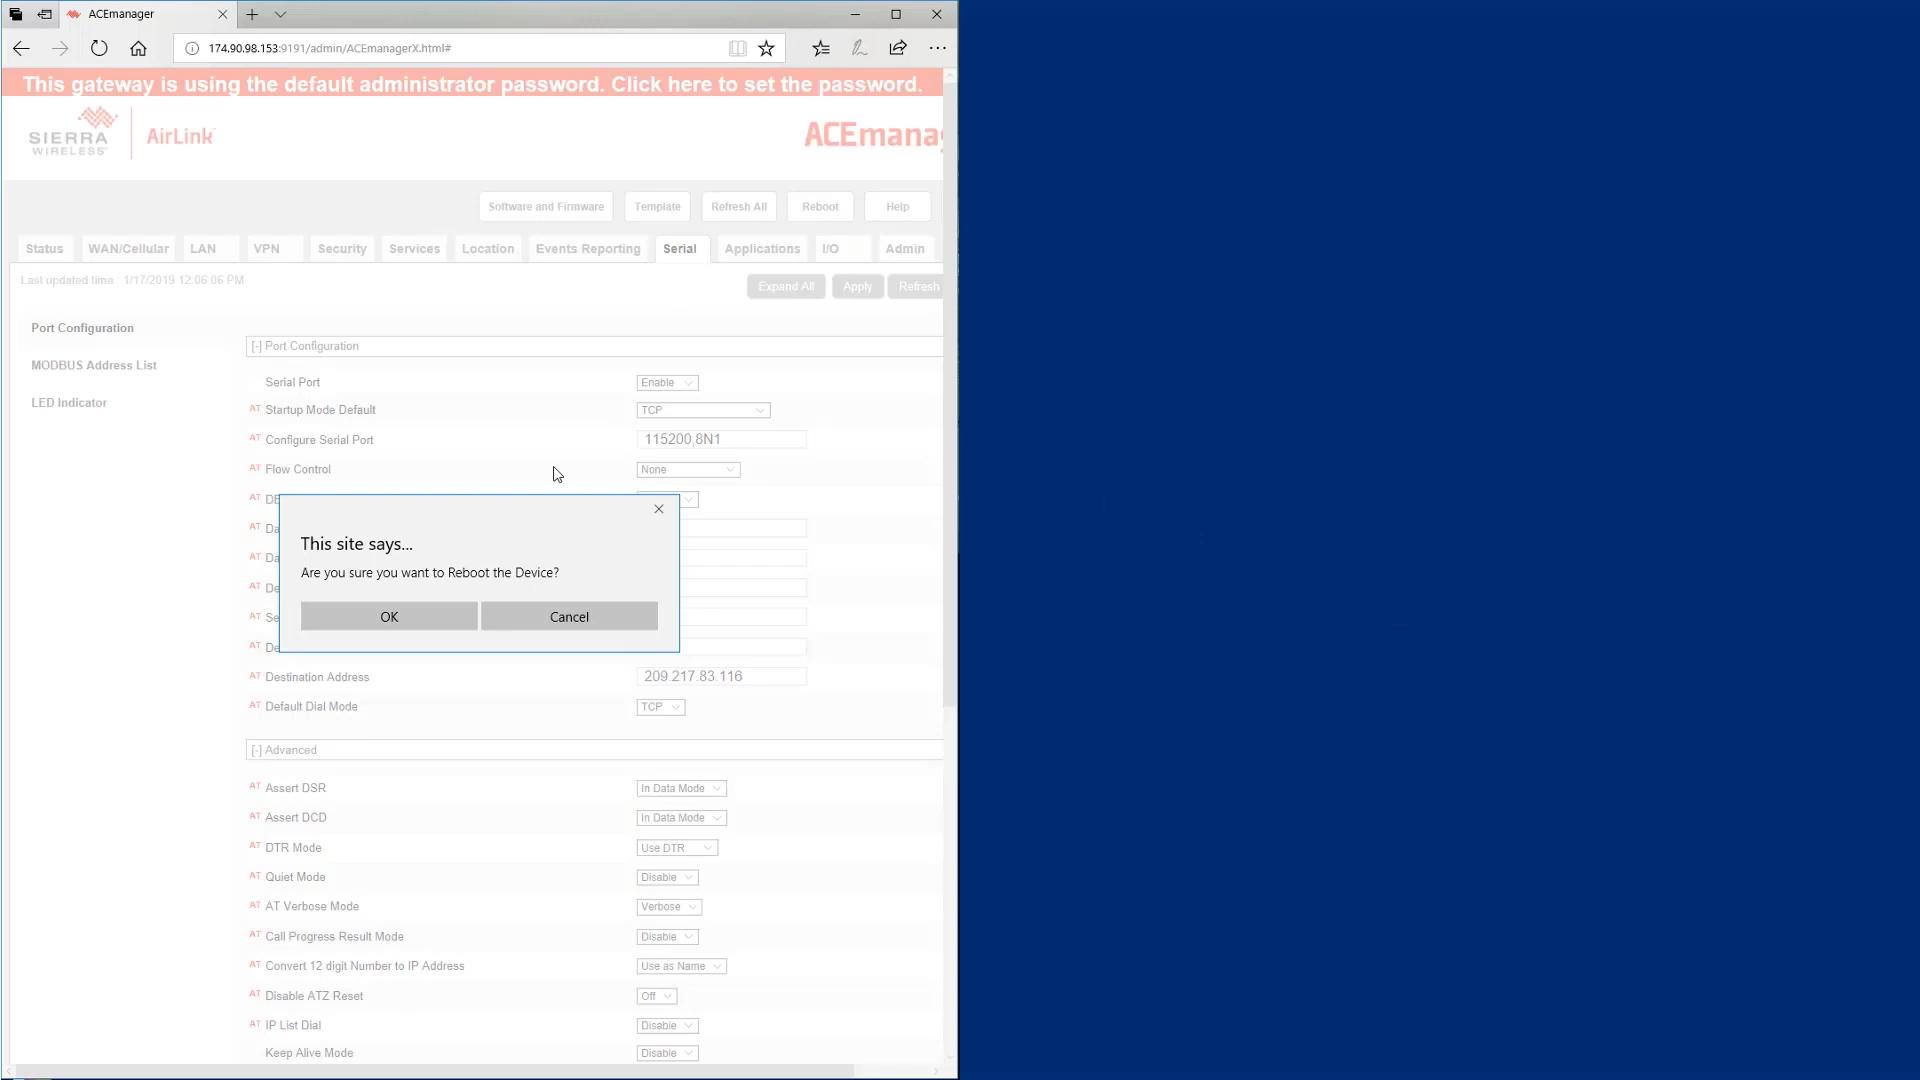 ACEmanager
174.90.98.153:9191/admin/ACEmanagerX.html#
This gateway is using the default administrator password. Click here to set the password.
SIERRA
WIRELESS
AirLink
ACEmana
Software and Firmware
Template
Refresh All
Reboot
Help
Status
WAN/Cellular
LAN
VPN
Security
Services
Location
Events Reporting
Serial
Applications
I/O
Admin
Last updated time : 1/17/2019 12:06:06 PM
Expand All
Apply
Refresh
Port Configuration
MODBUS Address List
LED Indicator
[-] Port Configuration
Serial Port
Enable
AT Startup Mode Default
TCP
AT Configure Serial Port
115200,8N1
AT Flow Control
None
AT DB
AT Da
AT Da
AT De
AT Se
AT De
This site says...
Are you sure you want to Reboot the Device?
OK
Cancel
AT Destination Address
209.217.83.116
AT Default Dial Mode
TCP
[-] Advanced
AT Assert DSR
In Data Mode
AT Assert DCD
In Data Mode
AT DTR Mode
Use DTR
AT Quiet Mode
Disable
AT AT Verbose Mode
Verbose
AT Call Progress Result Mode
Disable
AT Convert 12 digit Number to IP Address
Use as Name
AT Disable ATZ Reset
Off
AT IP List Dial
Disable
Keep Alive Mode
Disable